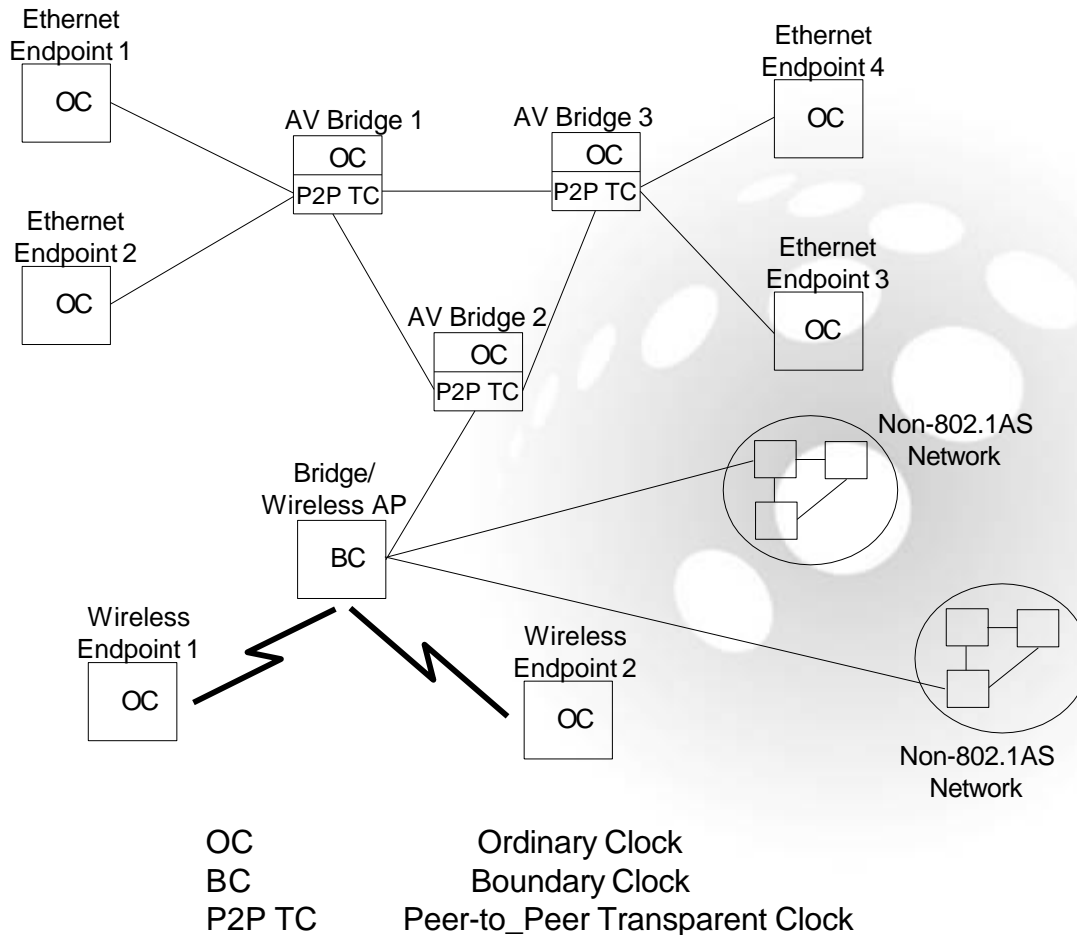 Ethernet
Endpoint 1
OC
Ethernet
Endpoint 4
OC
AV Bridge 1
OC
P2P TC
AV Bridge 3
OC
P2P TC
Ethernet
Endpoint 2
OC
Ethernet
Endpoint 3
OC
AV Bridge 2
OC
P2P TC
Non-802.1AS
Network
Bridge/
Wireless AP
BC
Wireless
Endpoint 1
OC
Wireless
Endpoint 2
OC
Non-802.1AS
Network
OC Ordinary Clock
BC Boundary Clock
P2P TC Peer-to_Peer Transparent Clock